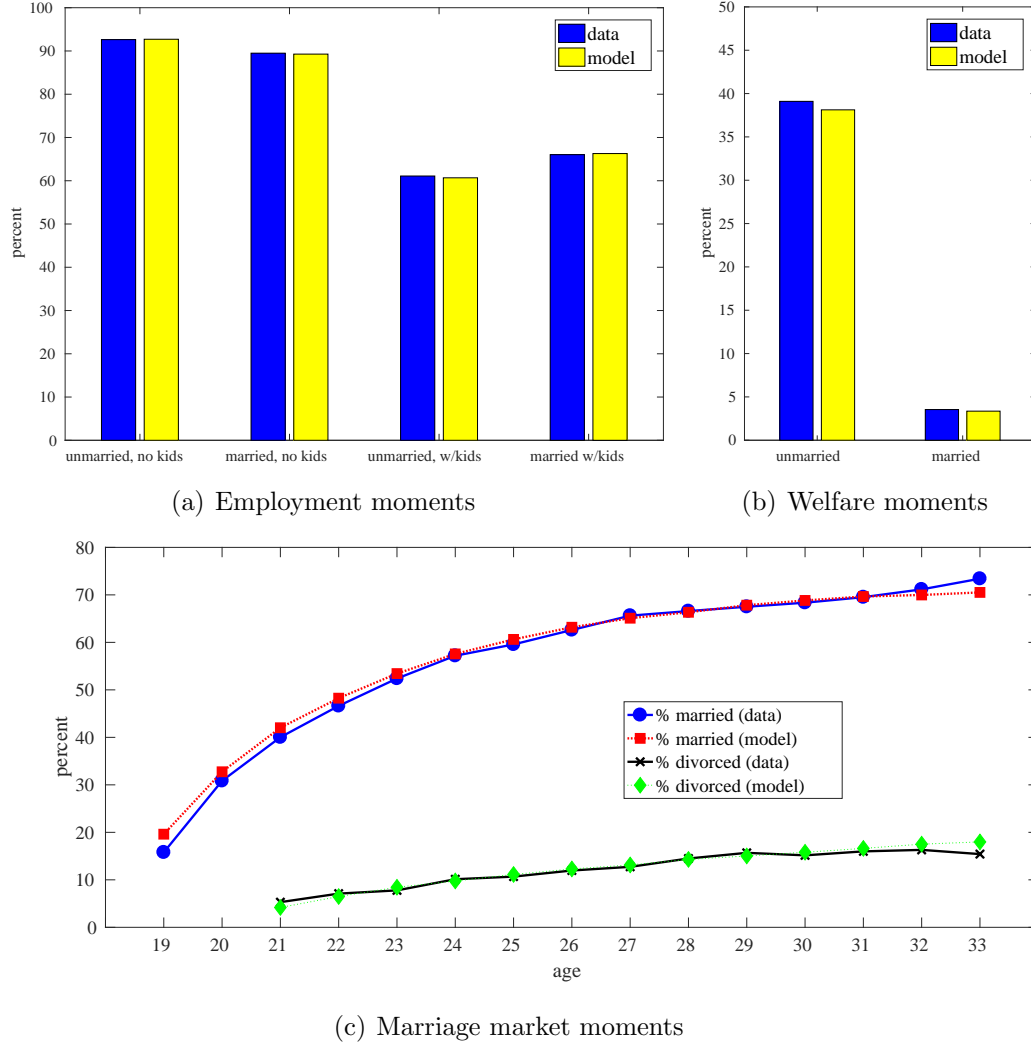 100
90
80
70
60
50
40
30
20
10
0
percent
data
model
unmarried, no kids married, no kids unmarried, w/kids married w/kids
(a) Employment moments
50
45
40
35
30
25
20
15
10
5
0
percent
data
model
unmarried married
(b) Welfare moments
80
70
60
50
40
30
20
10
0
percent
% married (data)
% married (model)
% divorced (data)
% divorced (model)
19 20 21 22 23 24 25 26 27 28 29 30 31 32 33
age
(c) Marriage market moments